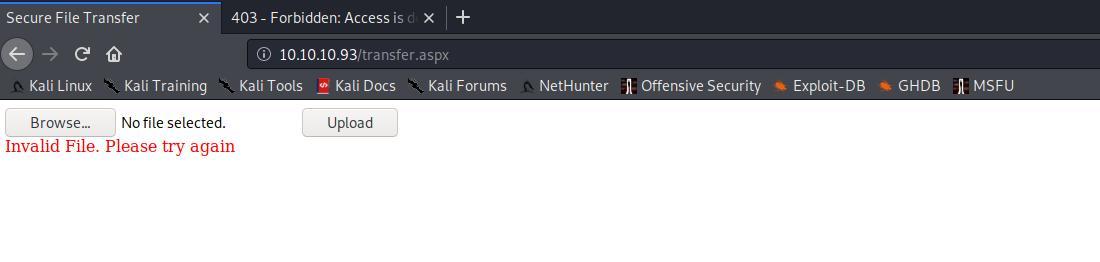 Secure File Transfer
403 - Forbidden: Access is d
10.10.10.93/transfer.aspx
Kali Linux Kali Training Kali Tools Kali Docs Kali Forums NetHunter Offensive Security Exploit-DB GHDB MSFU
Browse... No file selected. Upload
Invalid File. Please try again